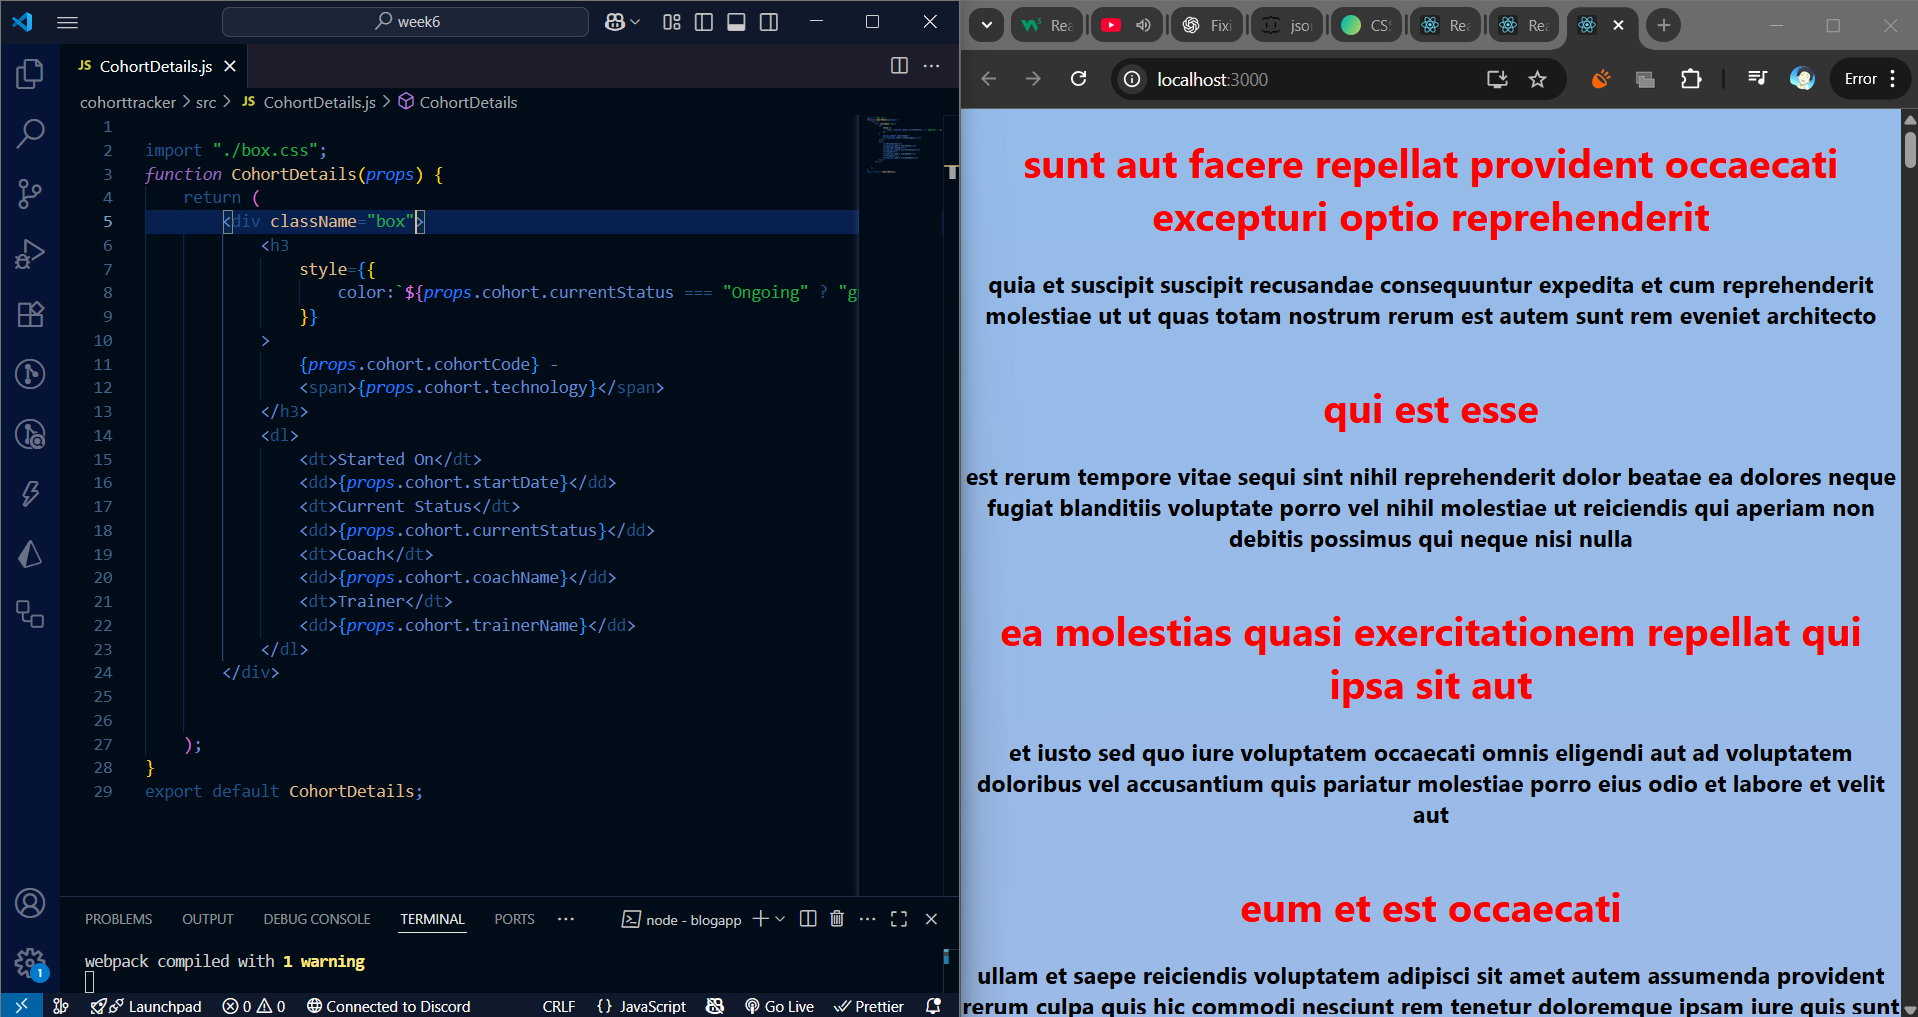 week6
JS CohortDetails.js
cohorttracker > src > JS CohortDetails.js > CohortDetails
1
2 import "./box.css";
3 function CohortDetails(props) {
4 return (
5 <div className="box">
6 <h3
7 style={{
8 color:`${props.cohort.currentStatus === "Ongoing" ? "g
9 }}
10 >
11 {props.cohort.cohortCode} -
12 <span>{props.cohort.technology}</span>
13 </h3>
14 <dl>
15 <dt>Started On</dt>
16 <dd>{props.cohort.startDate}</dd>
17 <dt>Current Status</dt>
18 <dd>{props.cohort.currentStatus}</dd>
19 <dt>Coach</dt>
20 <dd>{props.cohort.coachName}</dd>
21 <dt>Trainer</dt>
22 <dd>{props.cohort.trainerName}</dd>
23 </dl>
24 </div>
25
26
27 );
28 }
29 export default CohortDetails;
PROBLEMS OUTPUT DEBUG CONSOLE TERMINAL PORTS ··· node - blogapp
webpack compiled with 1 warning
1
Launchpad 0 0 Connected to Discord CRLF {} JavaScript Go Live Prettier
Rea Fixi jso CS Rea Rea
localhost:3000 Error
sunt aut facere repellat provident occaecati
excepturi optio reprehenderit
quia et suscipit suscipit recusandae consequuntur expedita et cum reprehenderit
molestiae ut ut quas totam nostrum rerum est autem sunt rem eveniet architecto
qui est esse
est rerum tempore vitae sequi sint nihil reprehenderit dolor beatae ea dolores neque
fugiat blanditiis voluptate porro vel nihil molestiae ut reiciendis qui aperiam non
debitis possimus qui neque nisi nulla
ea molestias quasi exercitationem repellat qui
ipsa sit aut
et iusto sed quo iure voluptatem occaecati omnis eligendi aut ad voluptatem
doloribus vel accusantium quis pariatur molestiae porro eius odio et labore et velit
aut
eum et est occaecati
ullam et saepe reiciendis voluptatem adipisci sit amet autem assumenda provident
rerum culpa quis hic commodi nesciunt rem tenetur doloremque ipsam iure quis sunt